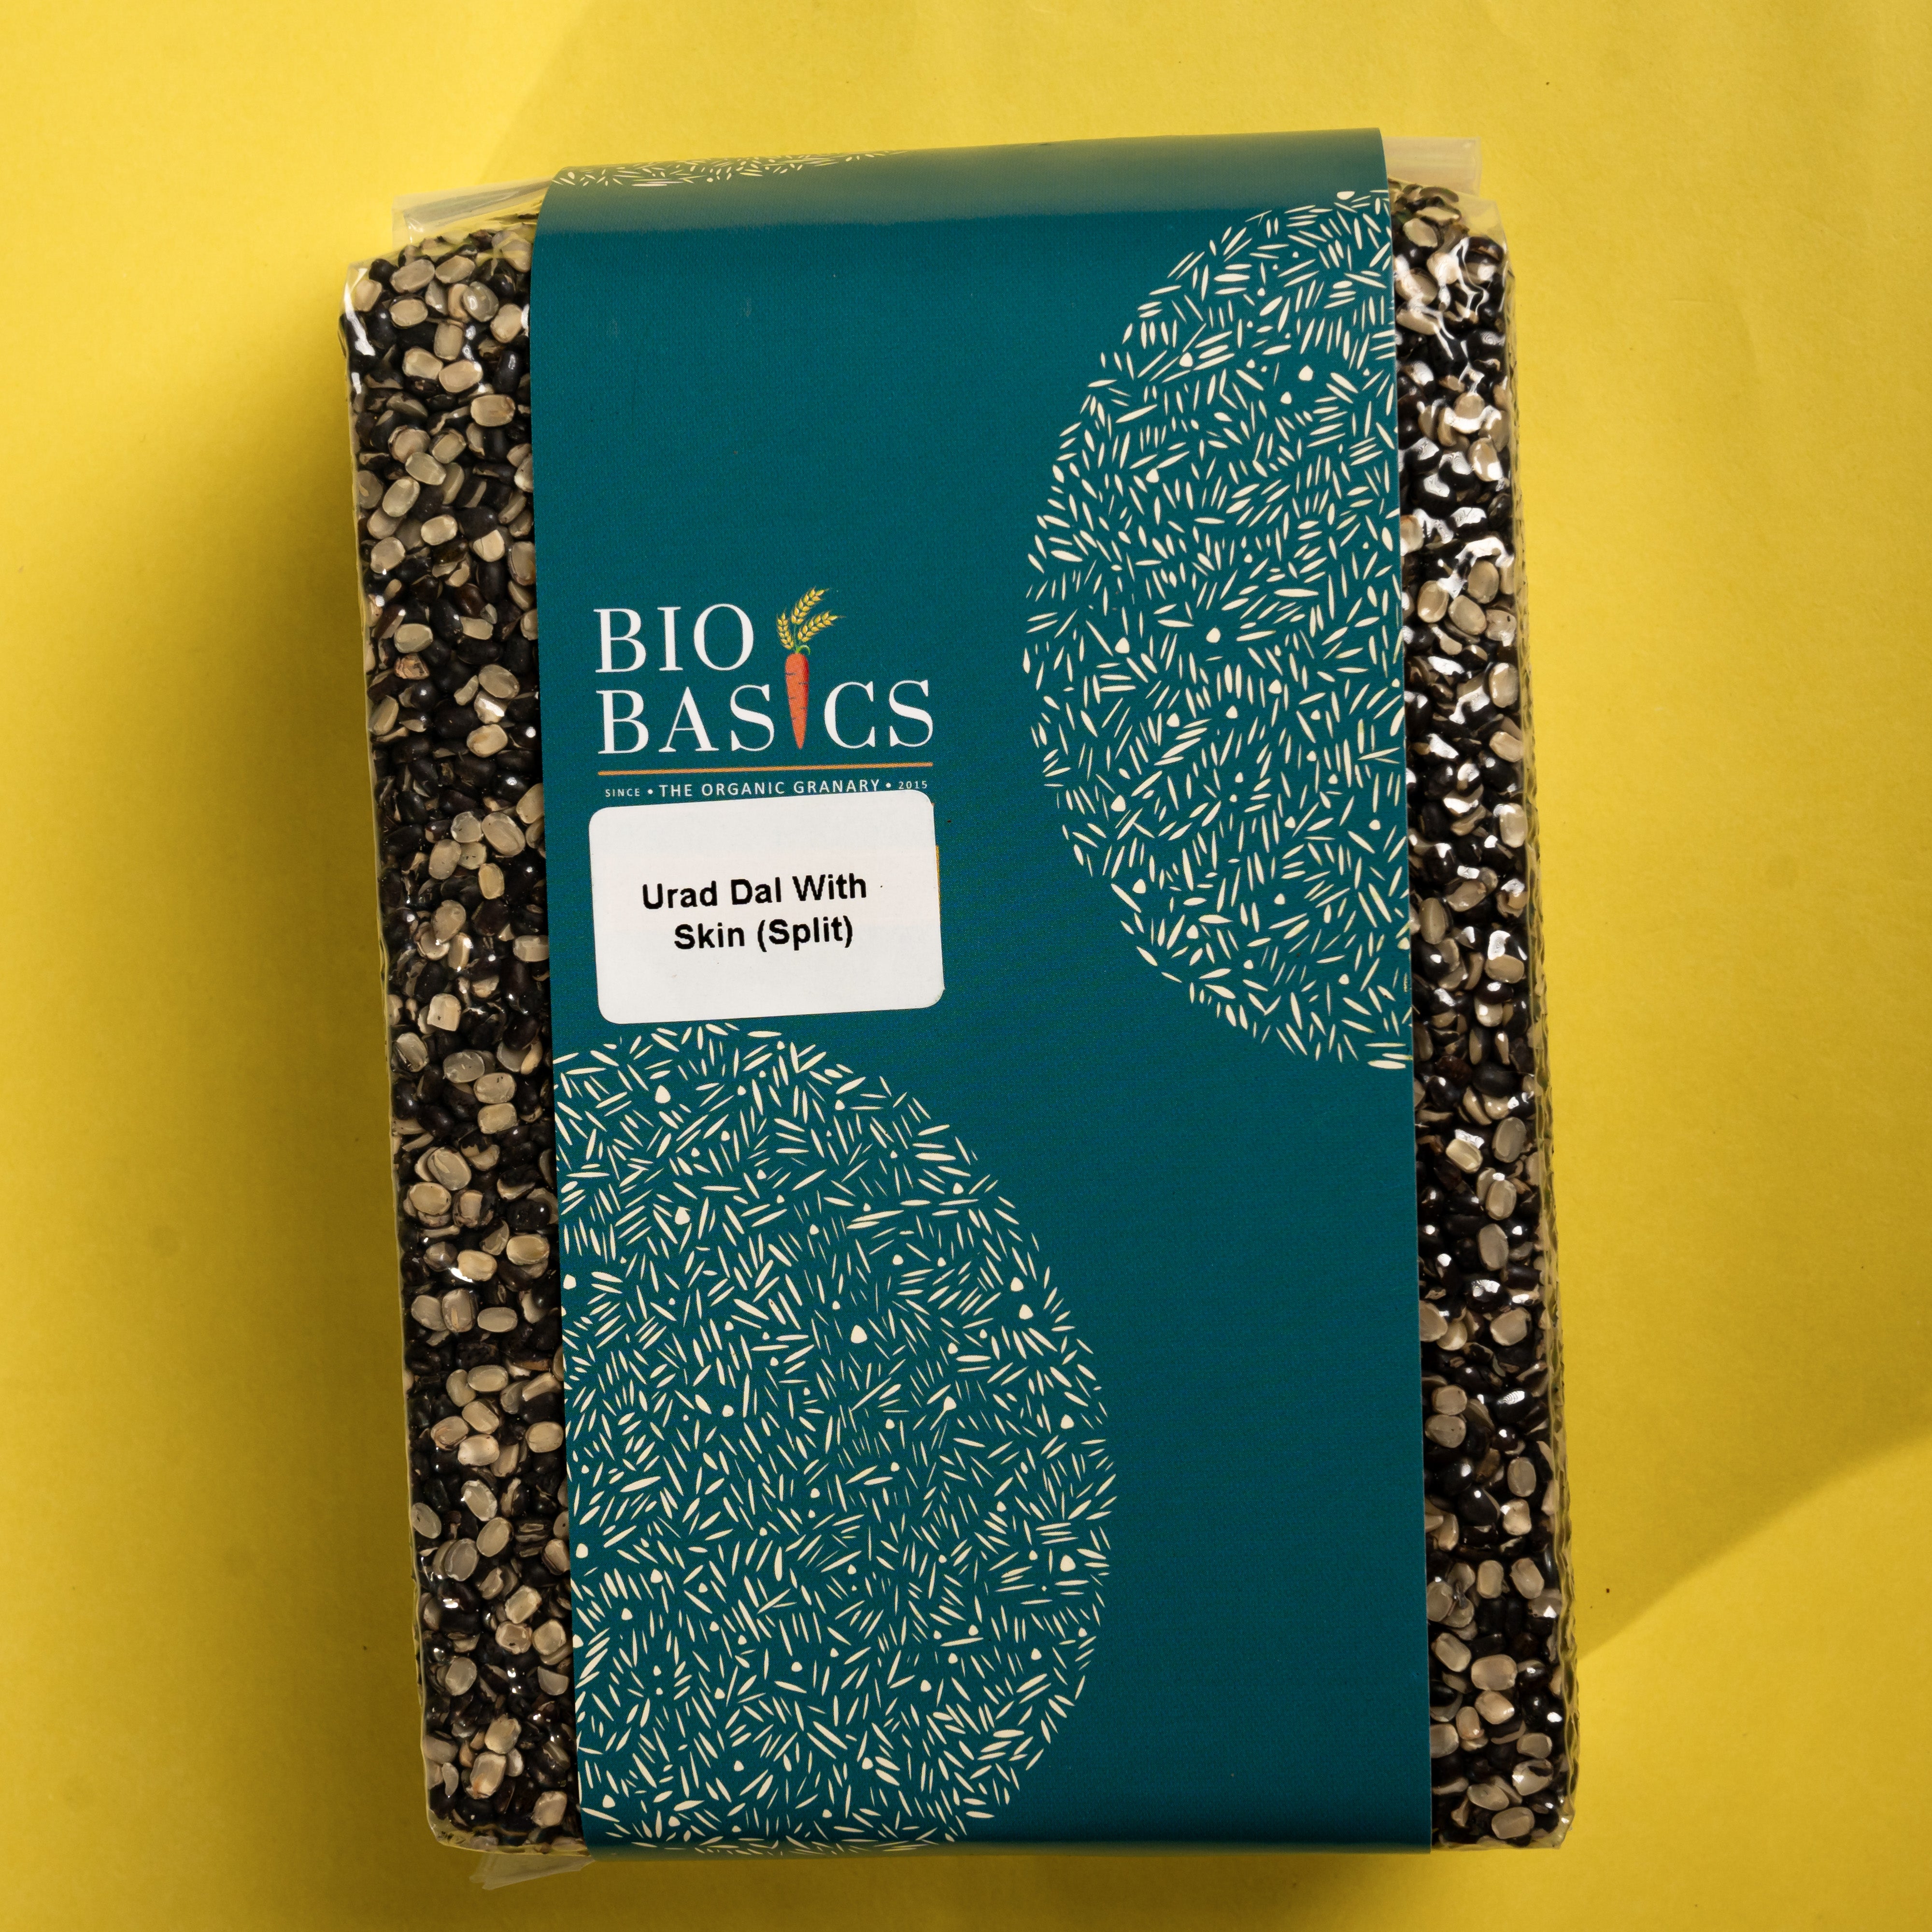 BIO
BASICS
SINCE • THE ORGANIC GRANARY • 2015
Urad Dal With
Skin (Split)